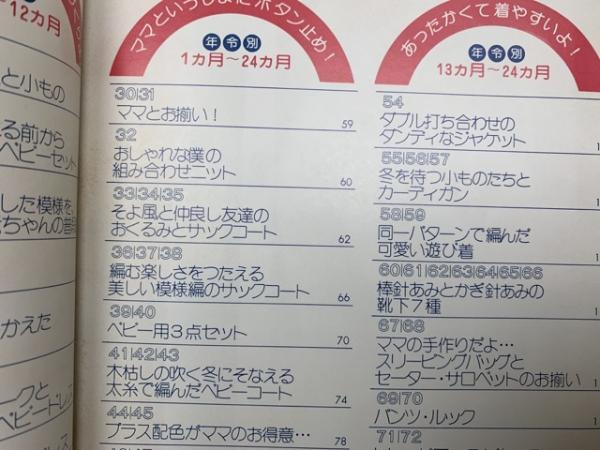 12カ月
と小もの
る前から
ベビーセット
した模様を、
ちゃんの普
かえた
ークと
ベビードレス
ママといっしょにボタン止め！
年令別
1カ月〜24カ月
30|31
ママとお揃い！
59
32
おしゃれな僕の
組み合わせニット
60
33|34|35
そよ風と仲良し友達の
おくるみとサックコート
62
36|37|38
編む楽しさをつたえる
美しい模様編のサックコート
66
39|40
ベビー用3点セット
70
41|42|43
木枯しの吹く冬にそなえる
太糸で編んだベビーコート
74
44|45
プラス配色がママのお得意…
78
あったかくて着やすいよ！
年令別
13カ月〜24カ月
54
ダブル打ち合わせの
ダンディなジャケット
55|56|57
冬を待つ小ものたちと
カーディガン
58|59
同一パターンで編んだ
可愛い遊び着
60|61|62|63|64|65|66
棒針あみとかぎ針あみの
靴下7種
67|68
ママの手作りだよ…
スリーピングバッグと
セーター・サロペットのお揃い
69|70
パンツ・ルック
71|72